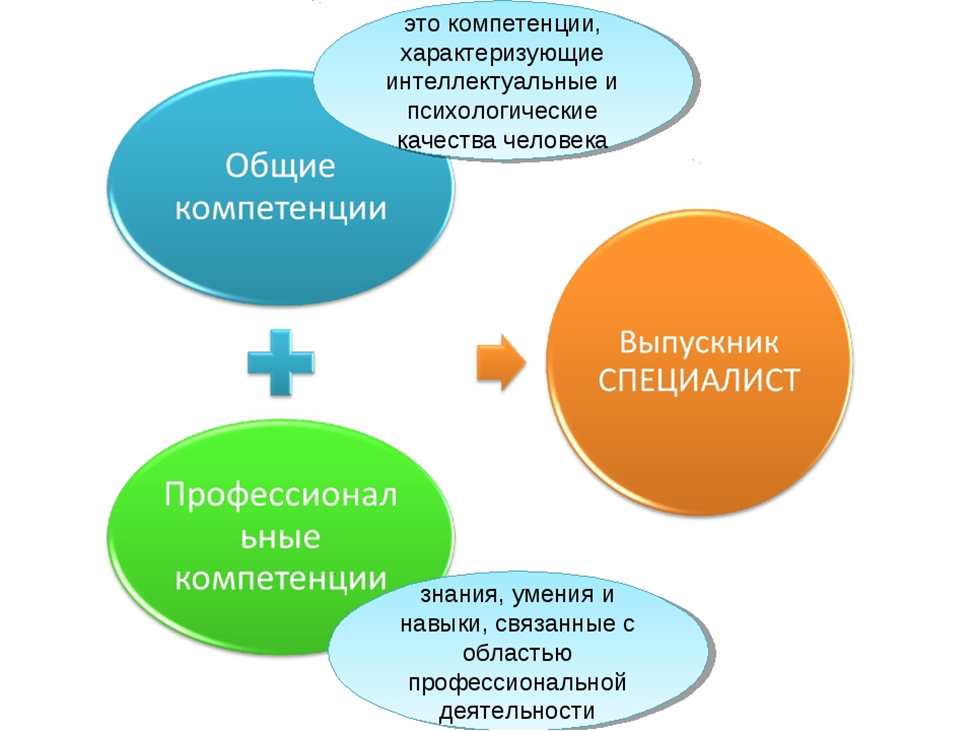 это компетенции,
характеризующие
интеллектуальные и
психологические
качества человека
Общие
компетенции
Выпускник
СПЕЦИАЛИСТ
Профессионал
ьные
компетенции
знания, умения и
навыки, связанные с
областью
профессиональной
деятельности